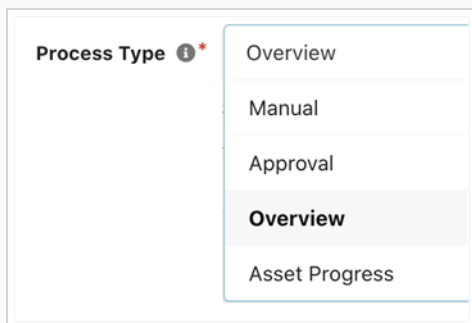 Process Type i * Overview
Manual
Approval
Overview
Asset Progress